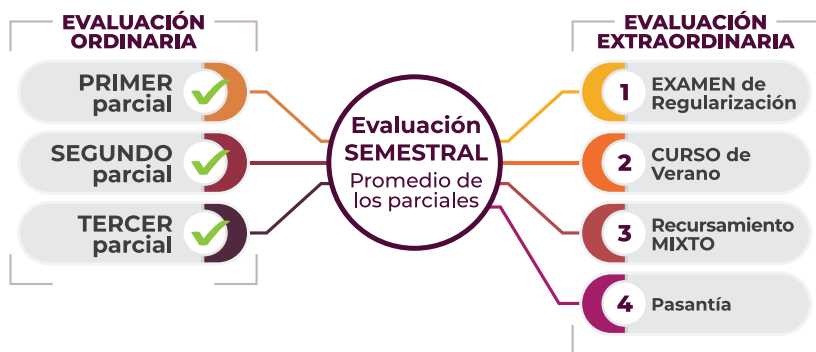 EVALUACIÓN
ORDINARIA
PRIMER
parcial
SEGUNDO
parcial
TERCER
parcial
Evaluación
SEMESTRAL
Promedio de
los parciales
EVALUACIÓN
EXTRAORDINARIA
1
EXAMEN de
Regularización
2
CURSO de
Verano
3
Recursamiento
MIXTO
4
Pasantía